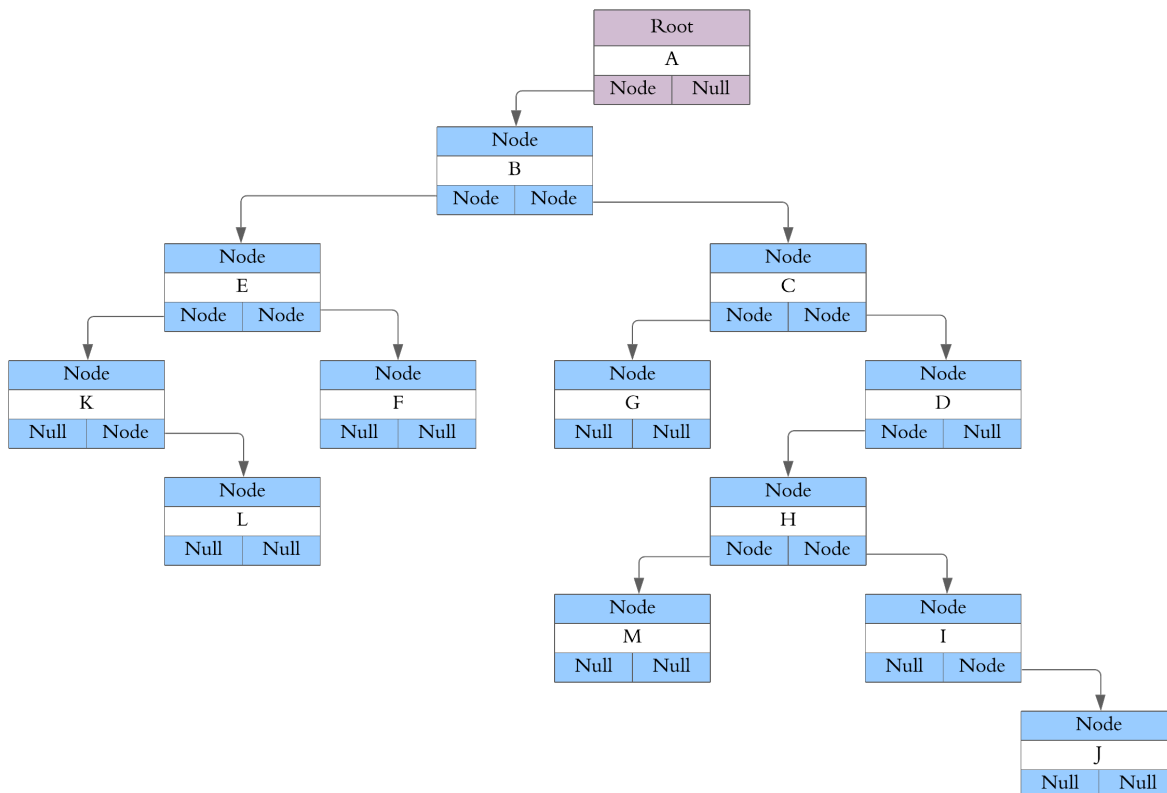 Root
A
Node Null
Node
B
Node Node
Node
E
Node Node
Node
C
Node Node
Node
K
Null Node
Node
F
Null Null
Node
G
Null Null
Node
D
Node Null
Node
L
Null Null
Node
H
Node Node
Node
M
Null Null
Node
I
Null Node
Node
J
Null Null